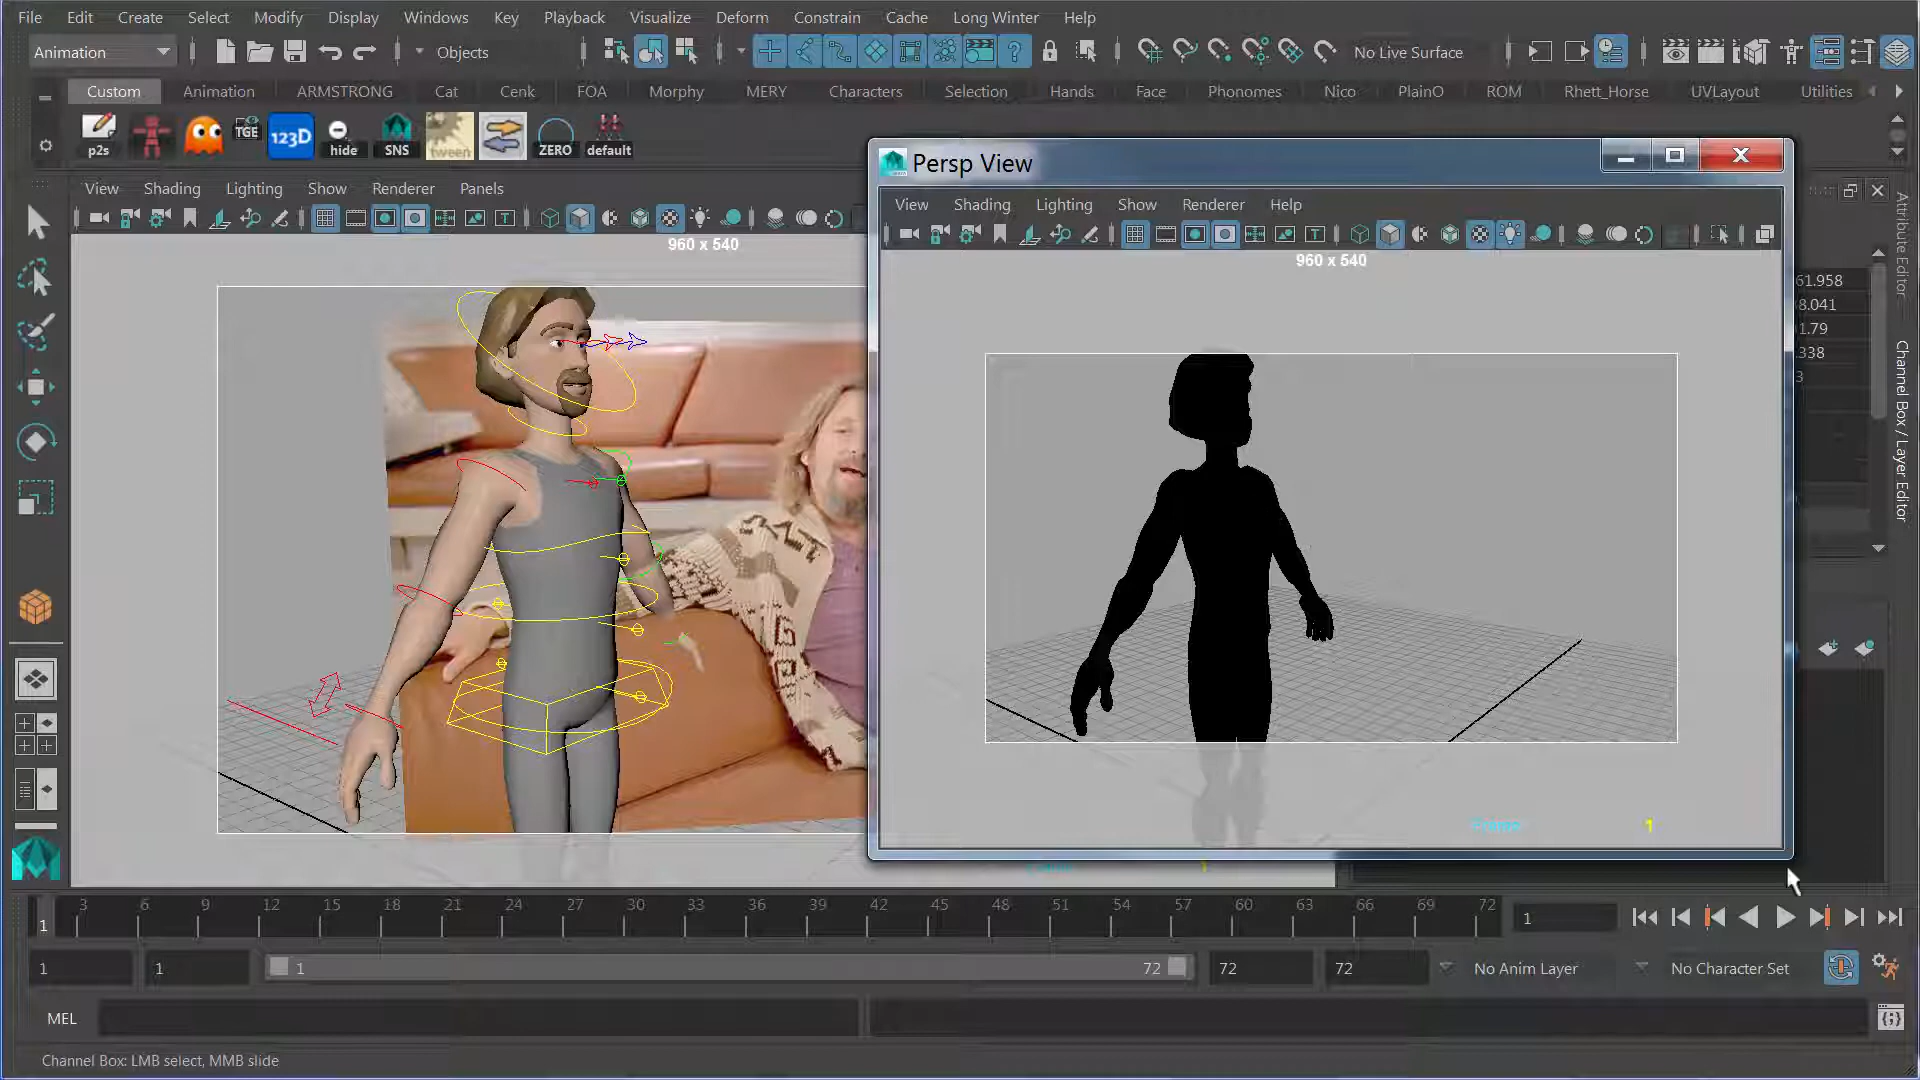 File Edit Create Select Modify Display Windows Key Playback Visualize Deform Constrain Cache Long Winter Help
Animation Objects No Live Surface
Custom Animation ARMSTRONG Cat Cenk FOA Morphy MERY Characters Selection Hands Face Phonomes Nico PlainO ROM Rhett_Horse UVLayout Utilities
p2s TGE 123D hide SNS tween ZERO default
View Shading Lighting Show Renderer Panels
960 x 540
Persp View
View Shading Lighting Show Renderer Help
960 x 540
Frame 1
1
61.958
8.041
1.79
.338
3
Attribute Editor
Channel Box / Layer Editor
1 3 6 9 12 15 18 21 24 27 30 33 36 39 42 45 48 51 54 57 60 63 66 69 72 1
1 1 1 72 72 72 No Anim Layer No Character Set
MEL
Channel Box: LMB select, MMB slide